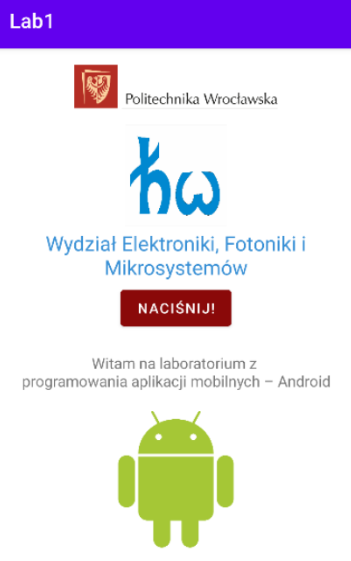 Lab1
Politechnika Wrocławska
ħω
Wydział Elektroniki, Fotoniki i
Mikrosystemów
NACIŚNIJ!
Witam na laboratorium z
programowania aplikacji mobilnych – Android